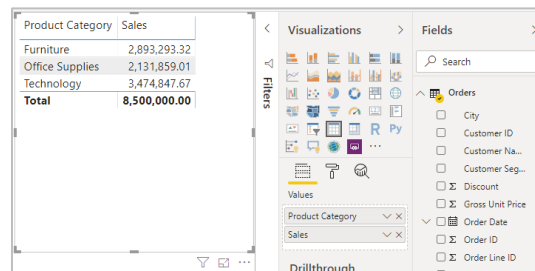 Product Category Sales
Furniture 2,893,293.32
Office Supplies 2,131,859.01
Technology 3,474,847.67
Total 8,500,000.00
Filters
Visualizations
R Py
Values
Product Category
Sales
Drillthrough
Fields
Search
Orders
City
Customer ID
Customer Na...
Customer Seg...
Σ Discount
Σ Gross Unit Price
Order Date
Σ Order ID
Σ Order Line ID